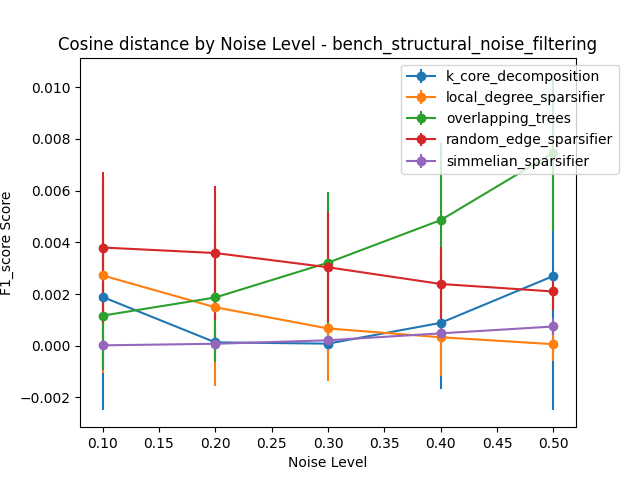 Cosine distance by Noise Level - bench_structural_noise_filtering
k_core_decomposition
local_degree_sparsifier
overlapping_trees
random_edge_sparsifier
simmelian_sparsifier
F1_score Score
0.010
0.008
0.006
0.004
0.002
0.000
−0.002
0.10 0.15 0.20 0.25 0.30 0.35 0.40 0.45 0.50
Noise Level